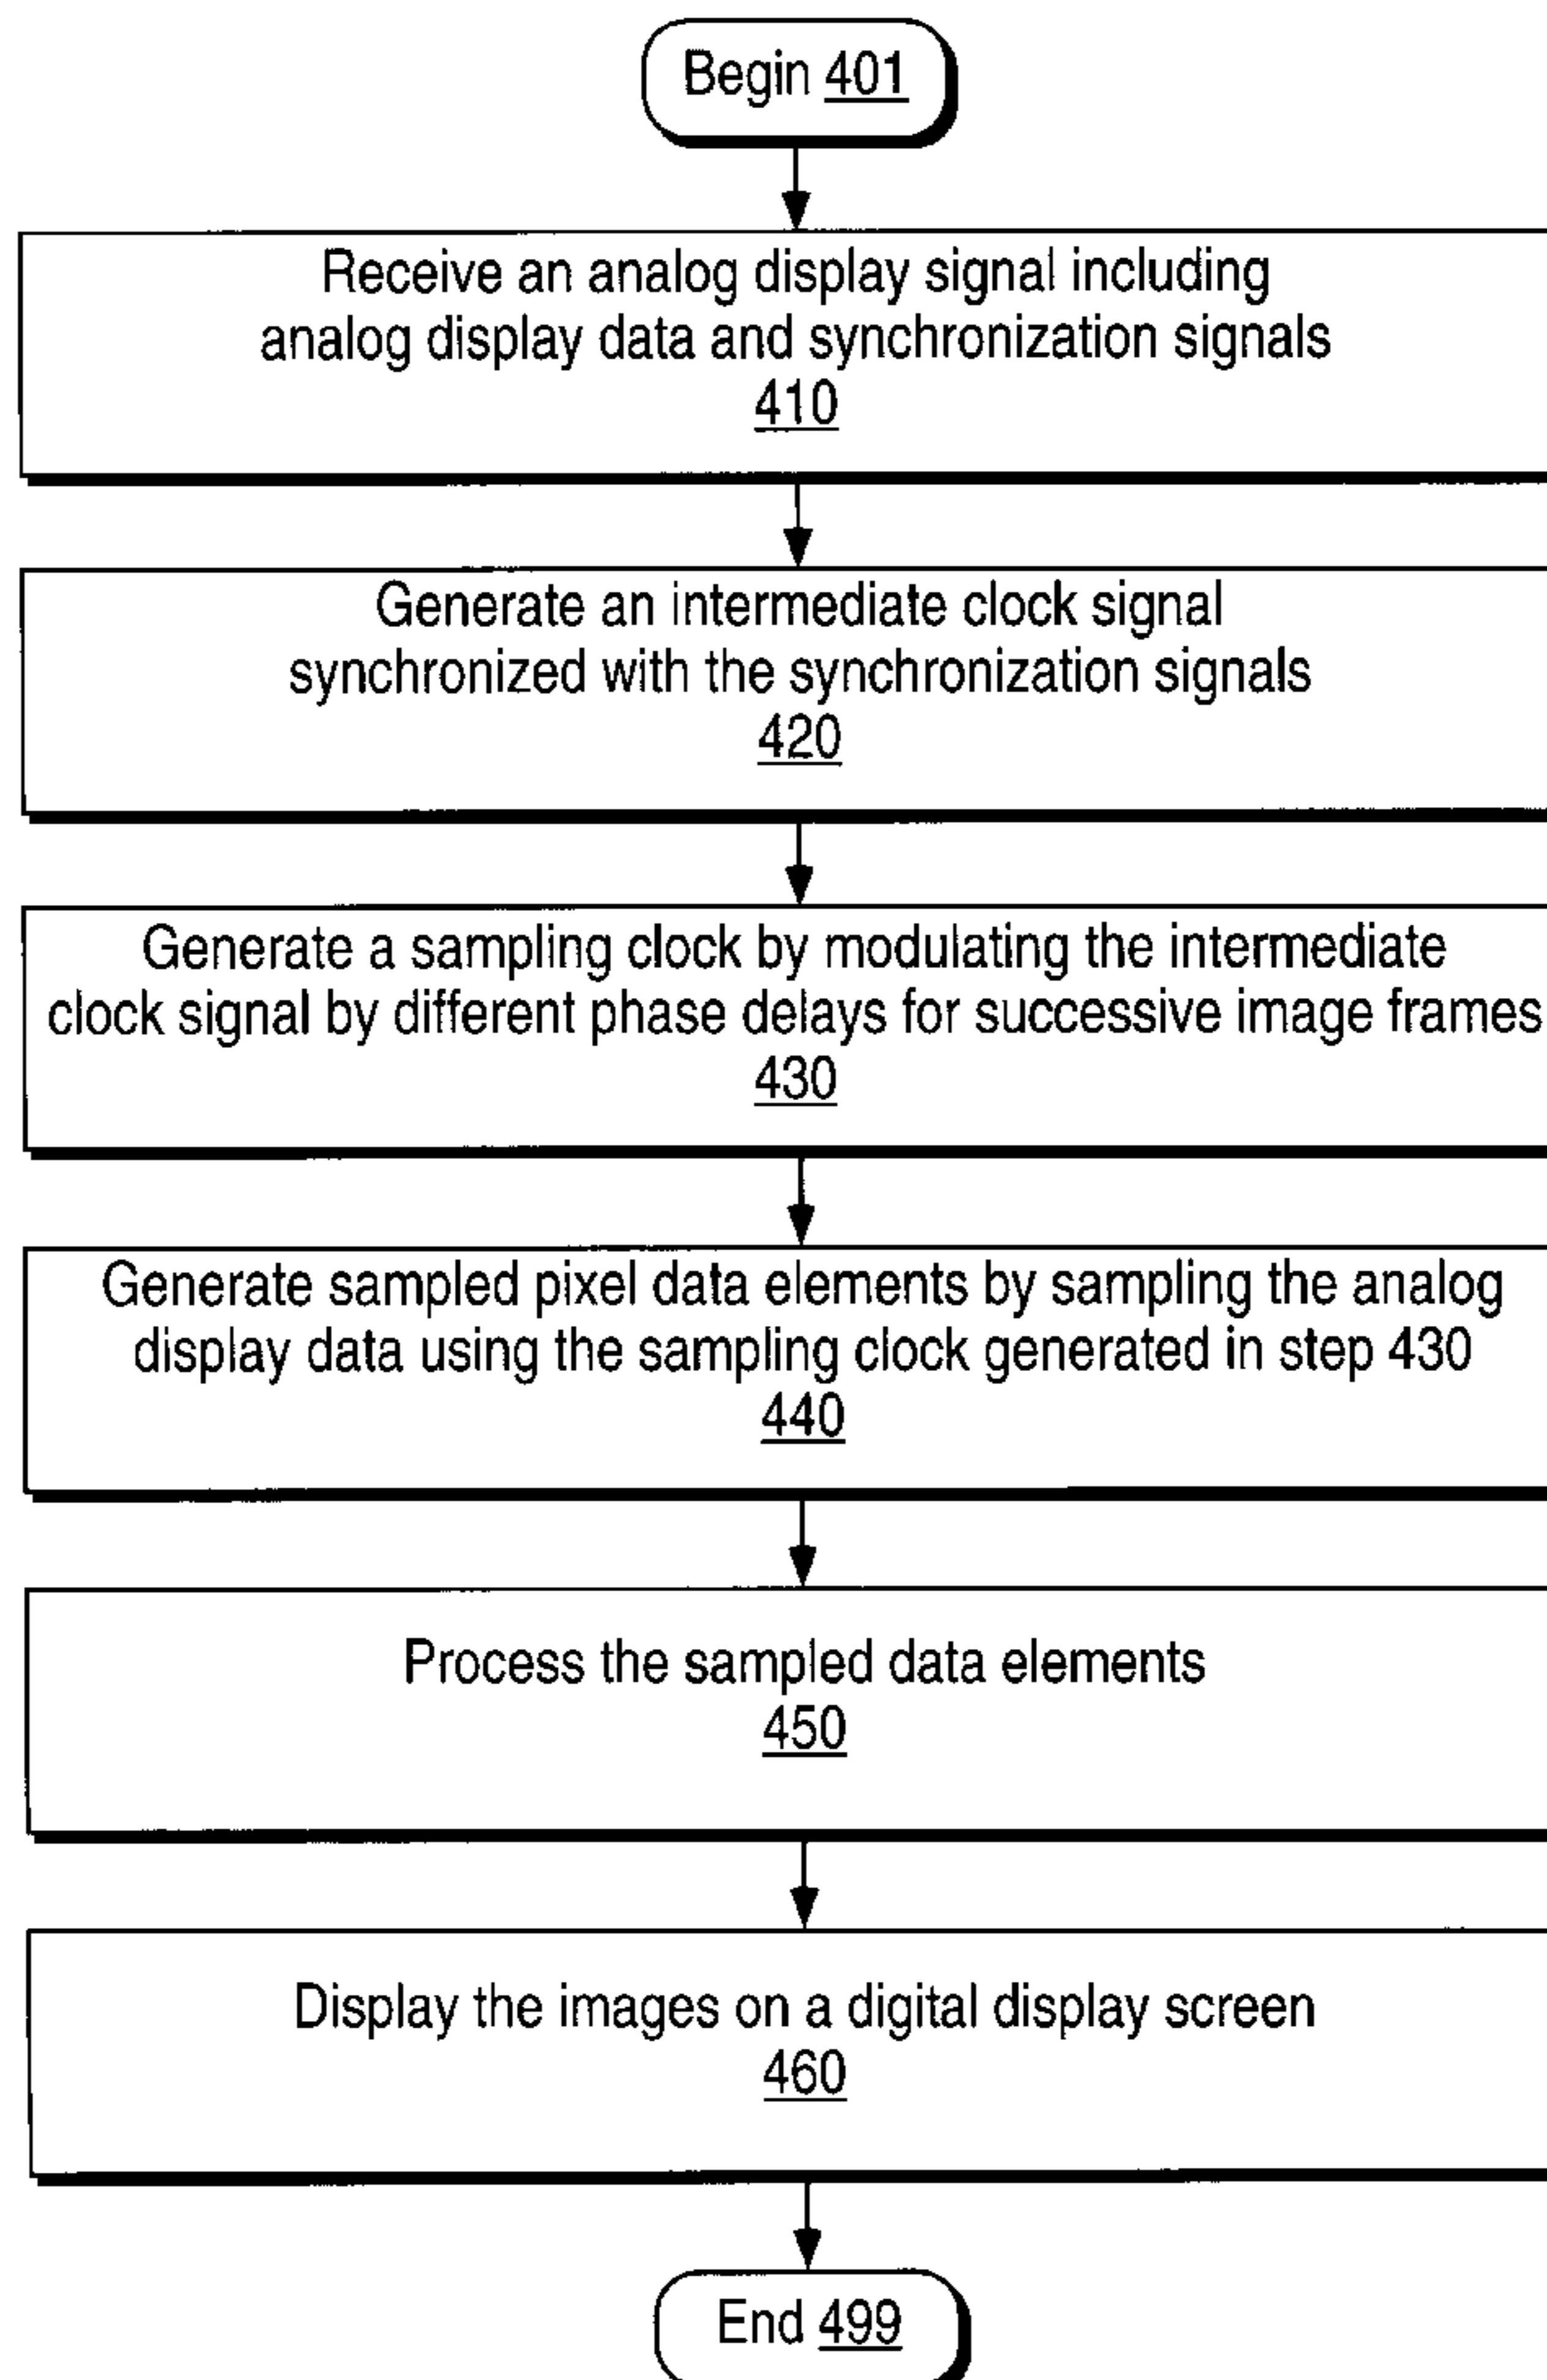 Begin 401
Receive an analog display signal including
analog display data and synchronization signals
410
Generate an intermediate clock signal
synchronized with the synchronization signals
420
Generate a sampling clock by modulating the intermediate
clock signal by different phase delays for successive image frames
430
Generate sampled pixel data elements by sampling the analog
display data using the sampling clock generated in step 430
440
Process the sampled data elements
450
Display the images on a digital display screen
460
End 499